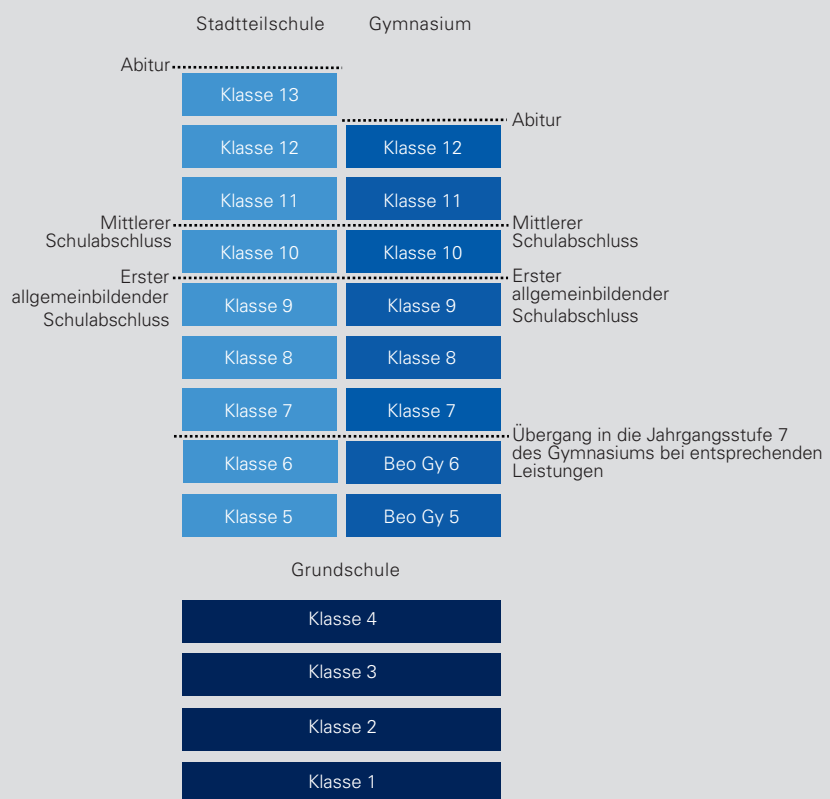 Stadtteilschule Gymnasium
Abitur
Klasse 13
Abitur
Klasse 12 Klasse 12
Klasse 11 Klasse 11
Mittlerer
Schulabschluss
Mittlerer
Schulabschluss
Klasse 10 Klasse 10
Erster
allgemeinbildender
Schulabschluss
Erster
allgemeinbildender
Schulabschluss
Klasse 9 Klasse 9
Klasse 8 Klasse 8
Klasse 7 Klasse 7
Übergang in die Jahrgangsstufe 7
des Gymnasiums bei entsprechenden
Leistungen
Klasse 6 Beo Gy 6
Klasse 5 Beo Gy 5
Grundschule
Klasse 4
Klasse 3
Klasse 2
Klasse 1